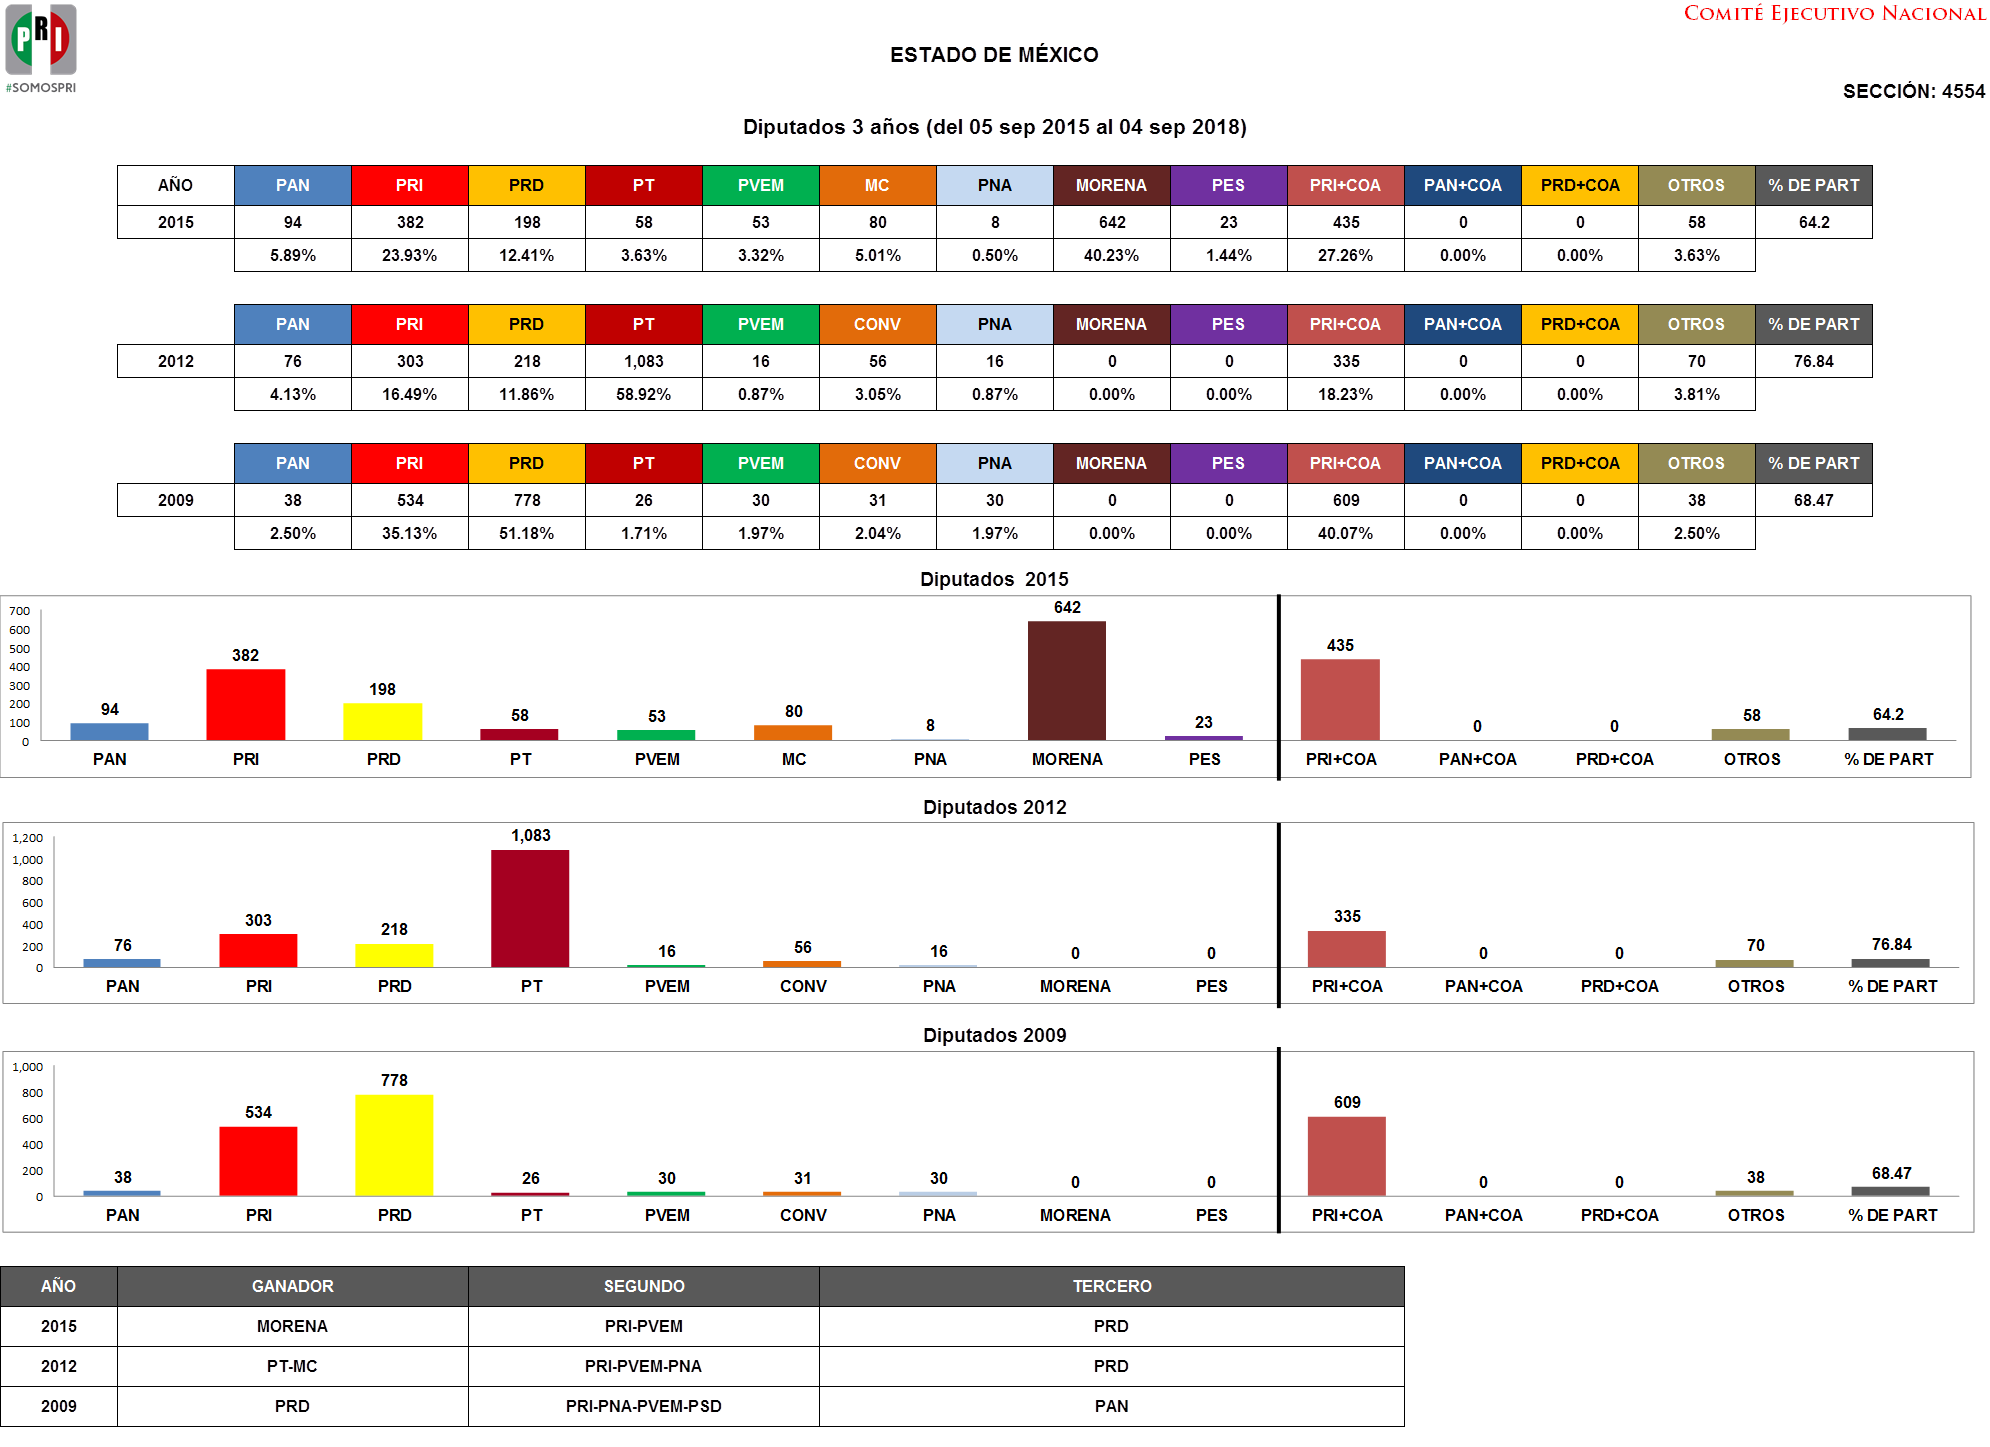 PRI
#SOMOSPRI
COMITÉ EJECUTIVO NACIONAL
ESTADO DE MÉXICO
SECCIÓN: 4554
Diputados 3 años (del 05 sep 2015 al 04 sep 2018)
AÑO PAN PRI PRD PT PVEM MC PNA MORENA PES PRI+COA PAN+COA PRD+COA OTROS % DE PART
2015 94 382 198 58 53 80 8 642 23 435 0 0 58 64.2
5.89% 23.93% 12.41% 3.63% 3.32% 5.01% 0.50% 40.23% 1.44% 27.26% 0.00% 0.00% 3.63%
PAN PRI PRD PT PVEM CONV PNA MORENA PES PRI+COA PAN+COA PRD+COA OTROS % DE PART
2012 76 303 218 1,083 16 56 16 0 0 335 0 0 70 76.84
4.13% 16.49% 11.86% 58.92% 0.87% 3.05% 0.87% 0.00% 0.00% 18.23% 0.00% 0.00% 3.81%
PAN PRI PRD PT PVEM CONV PNA MORENA PES PRI+COA PAN+COA PRD+COA OTROS % DE PART
2009 38 534 778 26 30 31 30 0 0 609 0 0 38 68.47
2.50% 35.13% 51.18% 1.71% 1.97% 2.04% 1.97% 0.00% 0.00% 40.07% 0.00% 0.00% 2.50%
Diputados 2015
700
600
500
400
300
200
100
0
94 382 198 58 53 80 8 642 23 435 0 0 58 64.2
PAN PRI PRD PT PVEM MC PNA MORENA PES PRI+COA PAN+COA PRD+COA OTROS % DE PART
Diputados 2012
1,200
1,000
800
600
400
200
0
76 303 218 1,083 16 56 16 0 0 335 0 0 70 76.84
PAN PRI PRD PT PVEM CONV PNA MORENA PES PRI+COA PAN+COA PRD+COA OTROS % DE PART
Diputados 2009
1,000
800
600
400
200
0
38 534 778 26 30 31 30 0 0 609 0 0 38 68.47
PAN PRI PRD PT PVEM CONV PNA MORENA PES PRI+COA PAN+COA PRD+COA OTROS % DE PART
AÑO GANADOR SEGUNDO TERCERO
2015 MORENA PRI-PVEM PRD
2012 PT-MC PRI-PVEM-PNA PRD
2009 PRD PRI-PNA-PVEM-PSD PAN